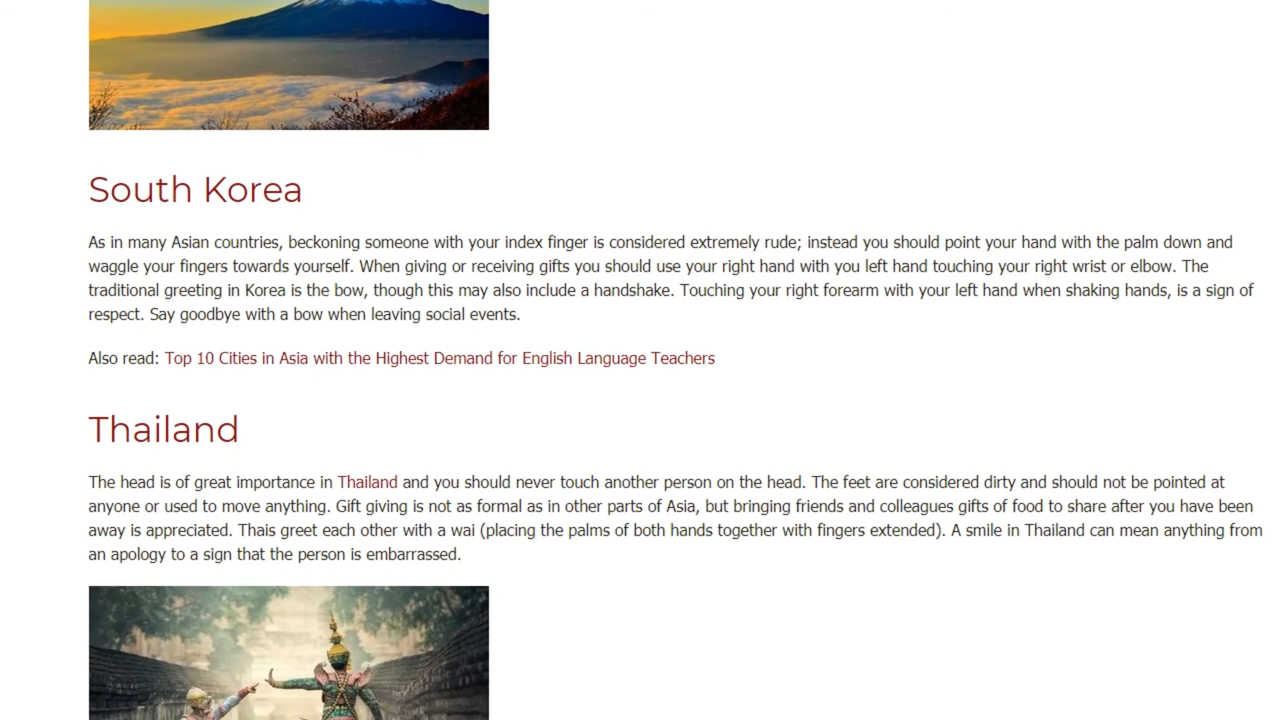 South Korea
As in many Asian countries, beckoning someone with your index finger is considered extremely rude; instead you should point your hand with the palm down and
waggle your fingers towards yourself. When giving or receiving gifts you should use your right hand with you left hand touching your right wrist or elbow. The
traditional greeting in Korea is the bow, though this may also include a handshake. Touching your right forearm with your left hand when shaking hands, is a sign of
respect. Say goodbye with a bow when leaving social events.
Also read: Top 10 Cities in Asia with the Highest Demand for English Language Teachers
Thailand
The head is of great importance in Thailand and you should never touch another person on the head. The feet are considered dirty and should not be pointed at
anyone or used to move anything. Gift giving is not as formal as in other parts of Asia, but bringing friends and colleagues gifts of food to share after you have been
away is appreciated. Thais greet each other with a wai (placing the palms of both hands together with fingers extended). A smile in Thailand can mean anything from
an apology to a sign that the person is embarrassed.